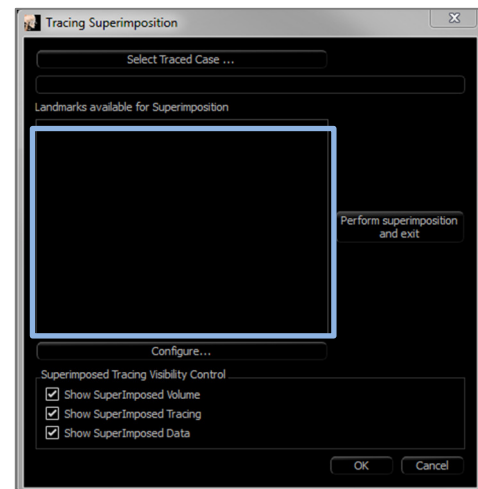 Tracing Superimposition
Select Traced Case ...
Landmarks available for Superimposition
Perform superimposition
and exit
Configure...
Superimposed Tracing Visibility Control
Show SuperImposed Volume
Show SuperImposed Tracing
Show SuperImposed Data
OK
Cancel